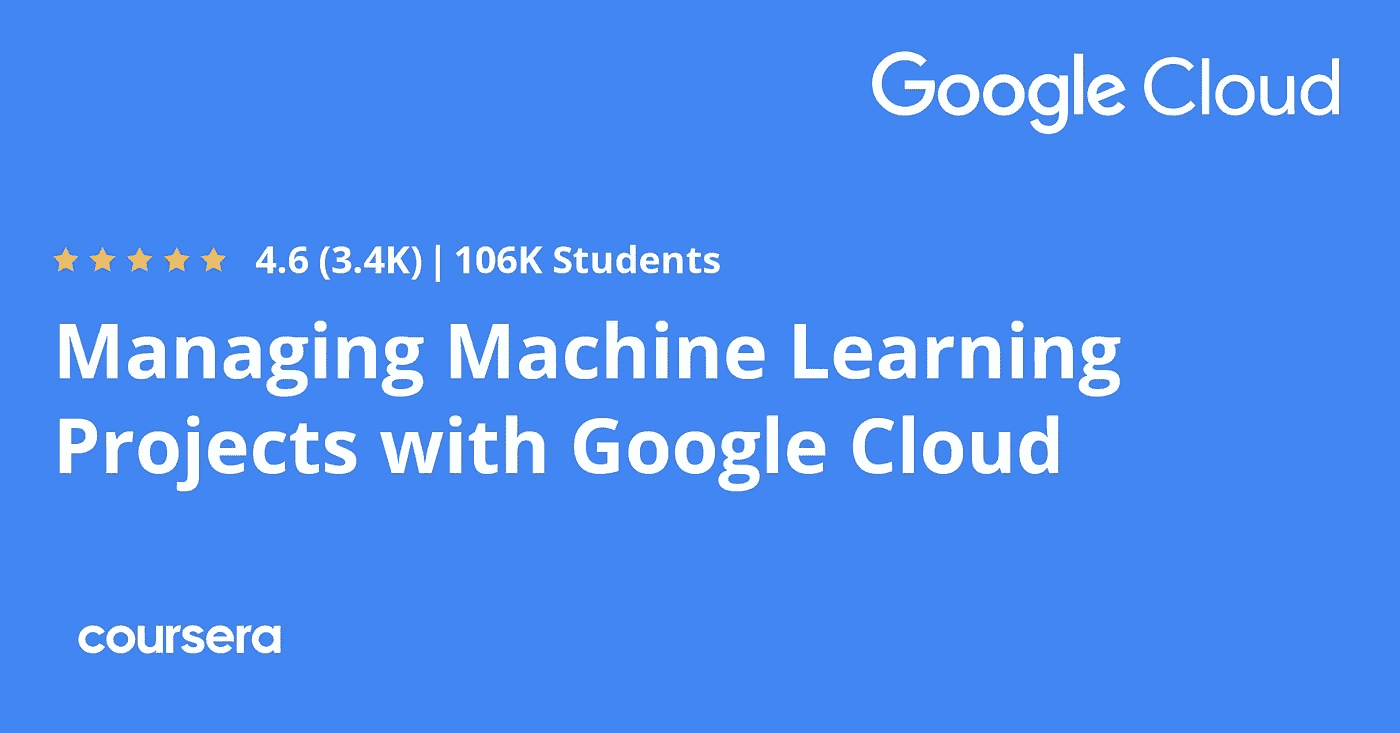 Google Cloud
4.6 (3.4K) | 106K Students
Managing Machine Learning
Projects with Google Cloud
coursera